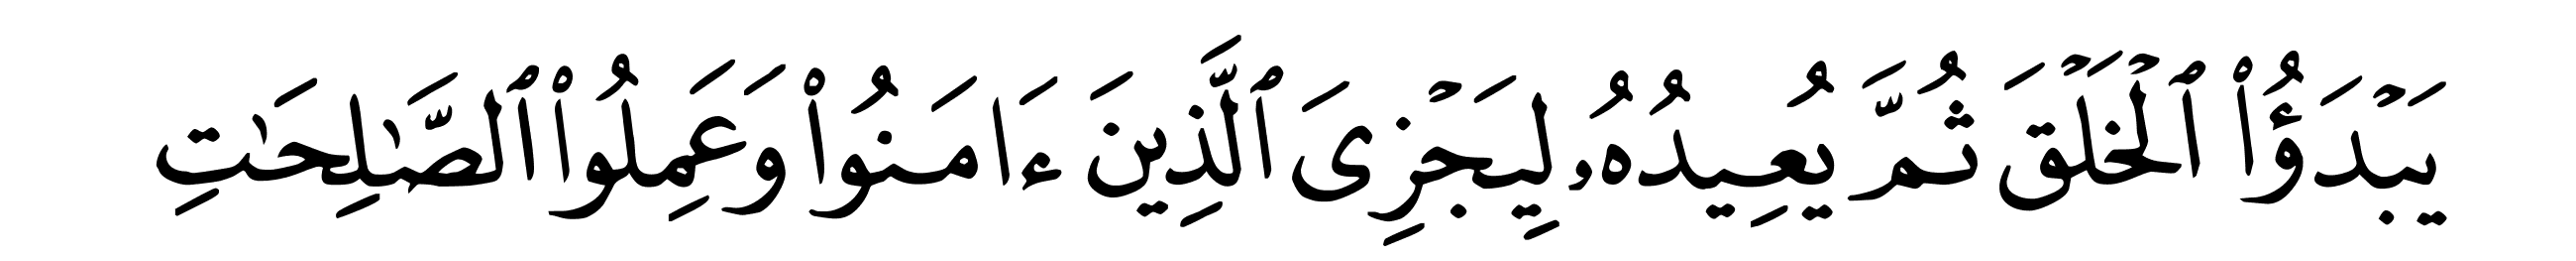 يَبۡدَؤُاْ ٱلۡخَلۡقَ ثُمَّ يُعِيدُهُۥ لِيَجۡزِىَ ٱلَّذِينَ ءَامَنُواْ وَعَمِلُواْ ٱلصَّـٰلِحَـٰتِ